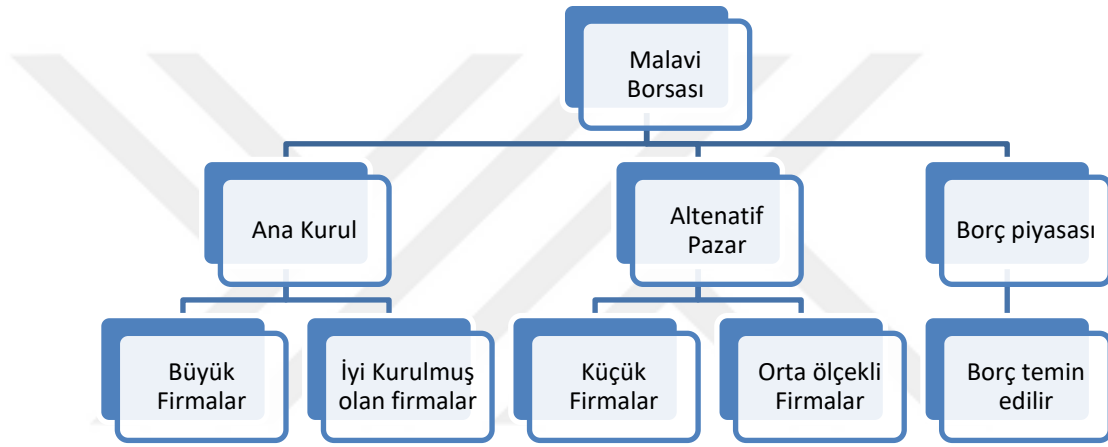 Malavi
Borsası
Ana Kurul
Altenatif
Pazar
Borç piyasası
Büyük
Firmalar
İyi Kurulmuş
olan firmalar
Küçük
Firmalar
Orta ölçekli
Firmalar
Borç temin
edilir